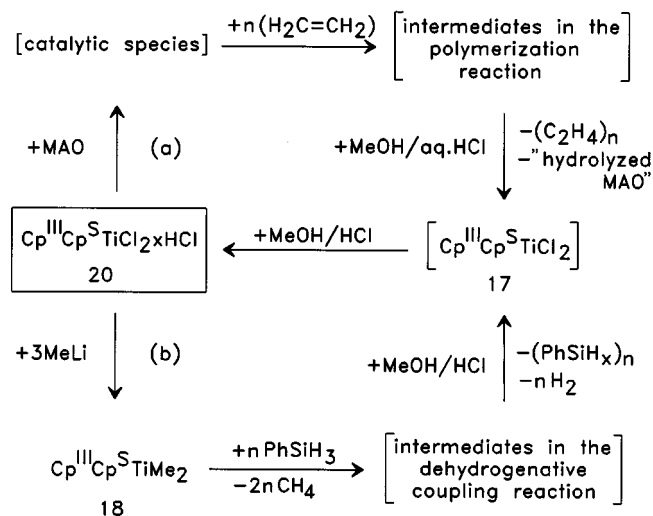 [catalytic species]
+n(H₂C=CH₂)
[intermediates in the
polymerization
reaction]
+MAO
(a)
+MeOH/aq.HCl
-(C₂H₄)ₙ
-"hydrolyzed
MAO"
CpᴵᴵᴵCpˢTiCl₂xHCl
20
+MeOH/HCl
[CpᴵᴵᴵCpˢTiCl₂]
17
+3MeLi
(b)
+MeOH/HCl
-(PhSiHₓ)ₙ
-nH₂
CpᴵᴵᴵCpˢTiMe₂
18
+nPhSiH₃
-2nCH₄
[intermediates in the
dehydrogenative
coupling reaction]